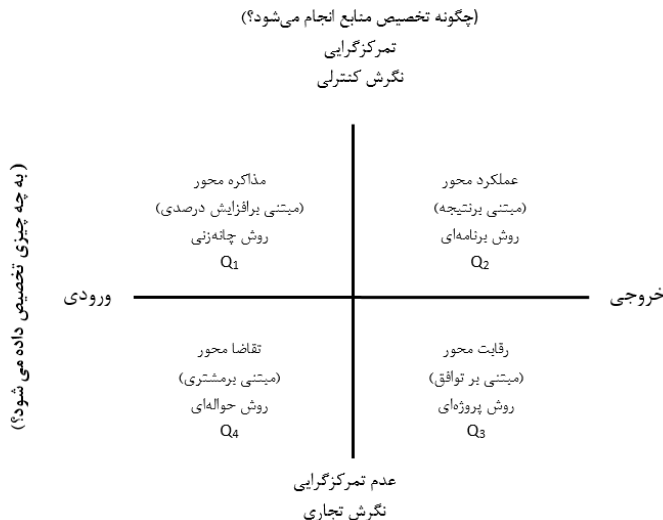 (چگونه تخصیص منابع انجام می‌شود؟)
تمرکزگرایی
نگرش کنترلی
(به چه چیزی تخصیص داده می شود؟)
عملکرد محور
(مبتنی برنتیجه)
روش برنامه‌ای
Q2
مذاکره محور
(مبتنی برافزایش درصدی)
روش چانه‌زنی
Q1
خروجی
ورودی
رقابت محور
(مبتنی بر توافق)
روش پروژه‌ای
Q3
تقاضا محور
(مبتنی برمشتری)
روش حواله‌ای
Q4
عدم تمرکزگرایی
نگرش تجاری